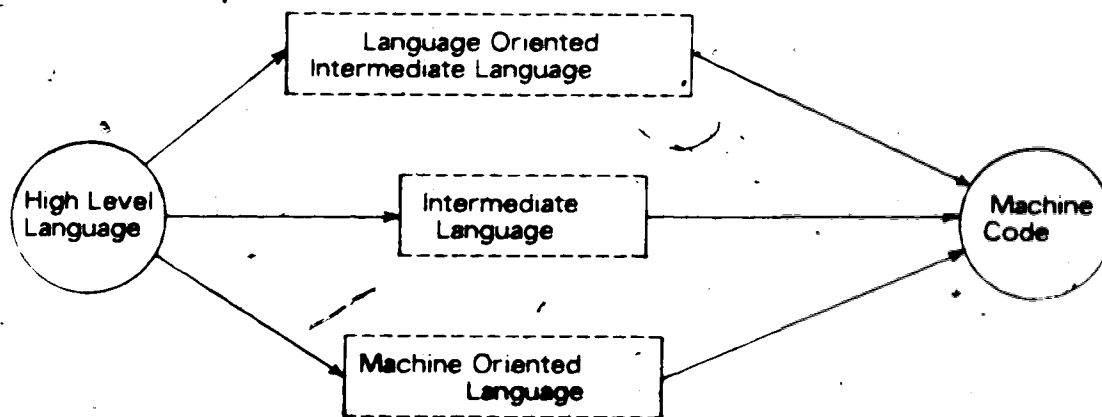 Language Oriented
Intermediate Language
High Level
Language
Intermediate
Language
Machine
Code
Machine Oriented
Language